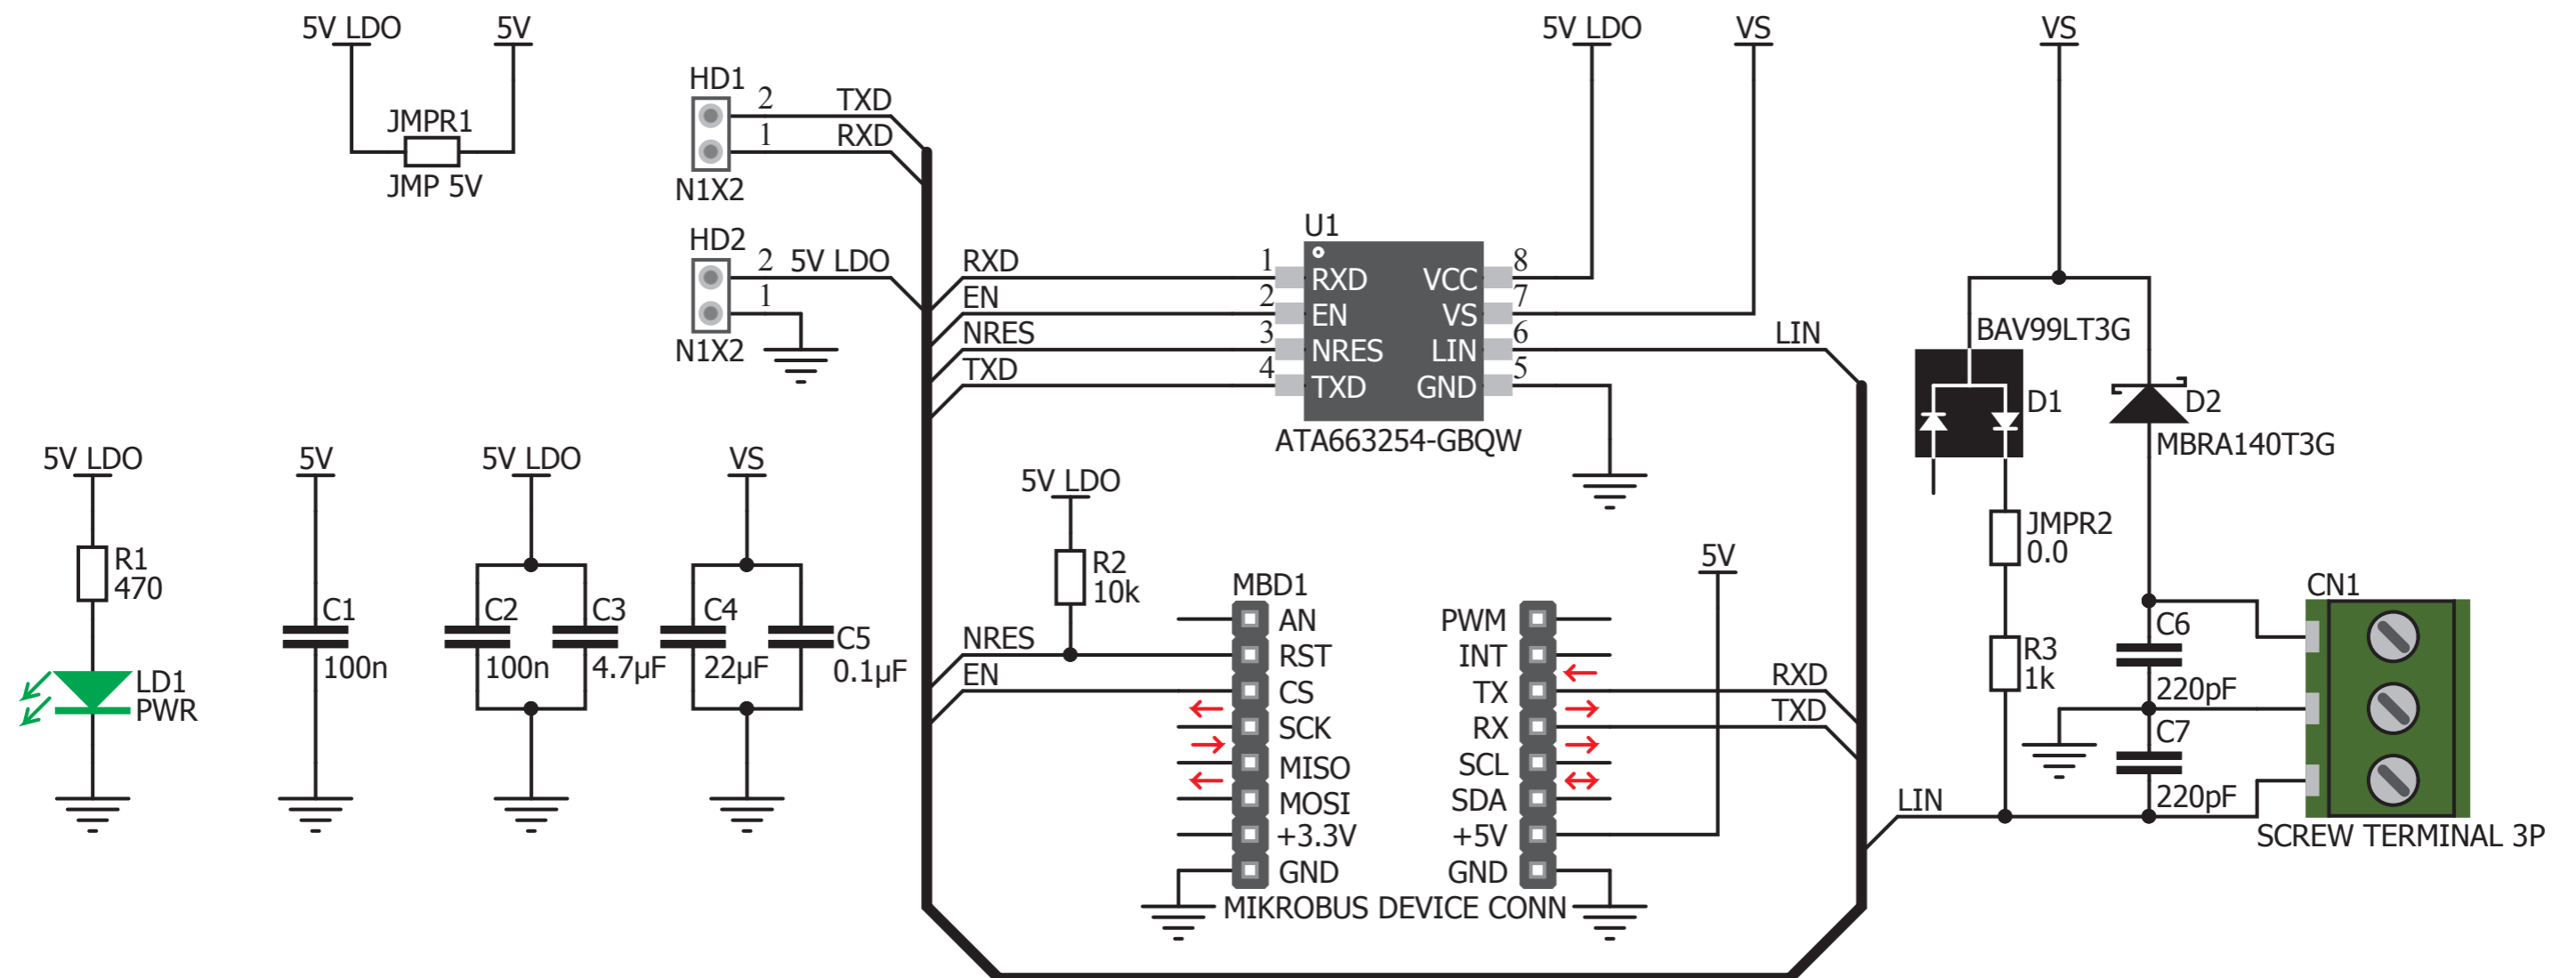 5V LDO
5V
JMPR1
JMP 5V
HD1
2
TXD
1
RXD
N1X2
HD2
2
5V LDO
1
N1X2
5V LDO
VS
VS
U1
RXD
1
RXD
VCC
8
EN
2
EN
VS
7
NRES
3
NRES
LIN
6
LIN
TXD
4
TXD
GND
5
ATA663254-GBQW
BAV99LT3G
D1
D2
MBRA140T3G
JMPR2
0.0
R3
1k
CN1
C6
220pF
C7
220pF
LIN
SCREW TERMINAL 3P
5V LDO
R1
470
LD1
PWR
5V
C1
100n
5V LDO
C2
100n
C3
4.7µF
VS
C4
22µF
C5
0.1µF
5V LDO
R2
10k
NRES
EN
MBD1
AN
RST
CS
SCK
MISO
MOSI
+3.3V
GND
PWM
INT
TX
RX
SCL
SDA
+5V
GND
5V
RXD
TXD
MIKROBUS DEVICE CONN